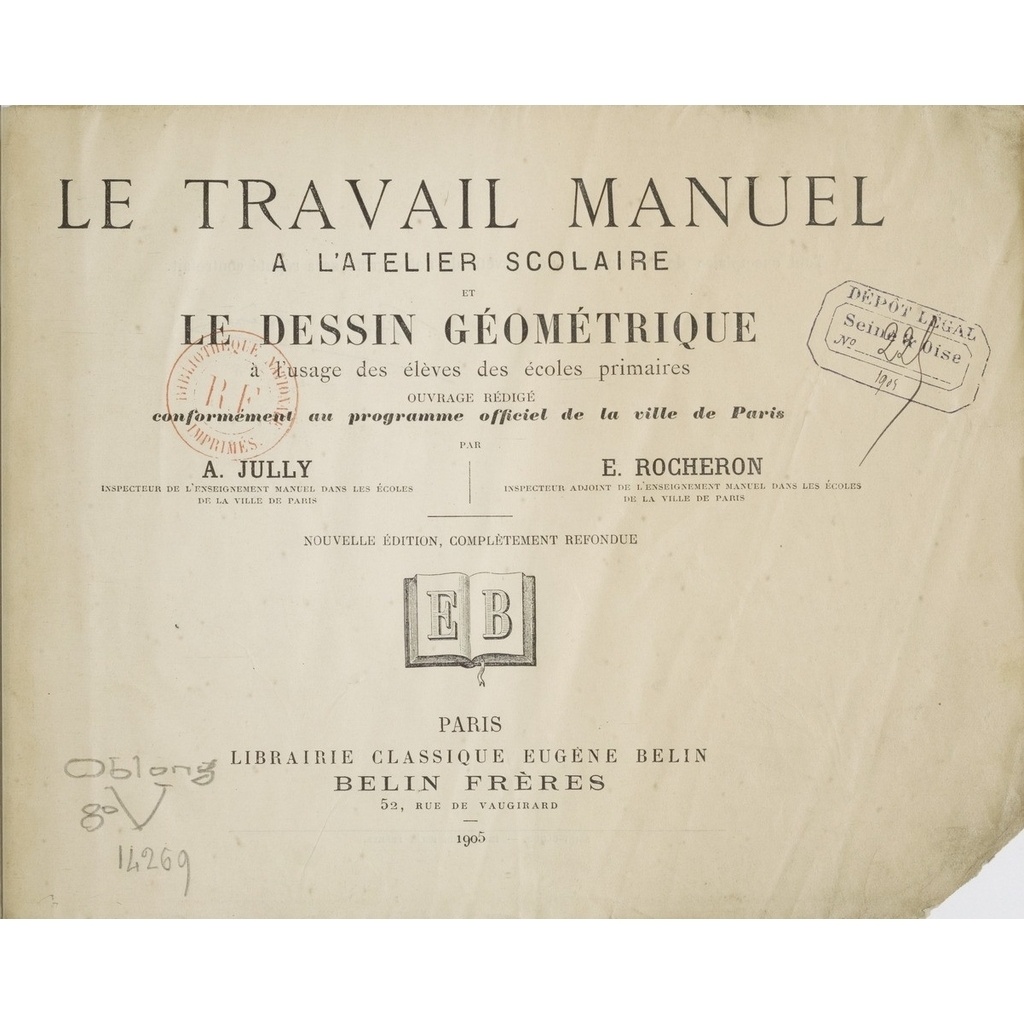 LE TRAVAIL MANUEL
A L'ATELIER SCOLAIRE
ET
LE DESSIN GÉOMÉTRIQUE
à l'usage des élèves des écoles primaires
OUVRAGE RÉDIGÉ
conformément au programme officiel de la ville de Paris
PAR
A. JULLY
INSPECTEUR DE L'ENSEIGNEMENT MANUEL DANS LES ÉCOLES
DE LA VILLE DE PARIS
E. ROCHERON
INSPECTEUR ADJOINT DE L'ENSEIGNEMENT MANUEL DANS LES ÉCOLES
DE LA VILLE DE PARIS
NOUVELLE ÉDITION, COMPLÈTEMENT REFONDUE
E B
PARIS
LIBRAIRIE CLASSIQUE EUGÈNE BELIN
BELIN FRÈRES
52, RUE DE VAUGIRARD
1905
BIBLIOTHÈQUE NATIONALE
RF
IMPRIMÉS.
DÉPÔT LÉGAL
Seine & Oise
No 22
1905
Oblong
8o V
14269